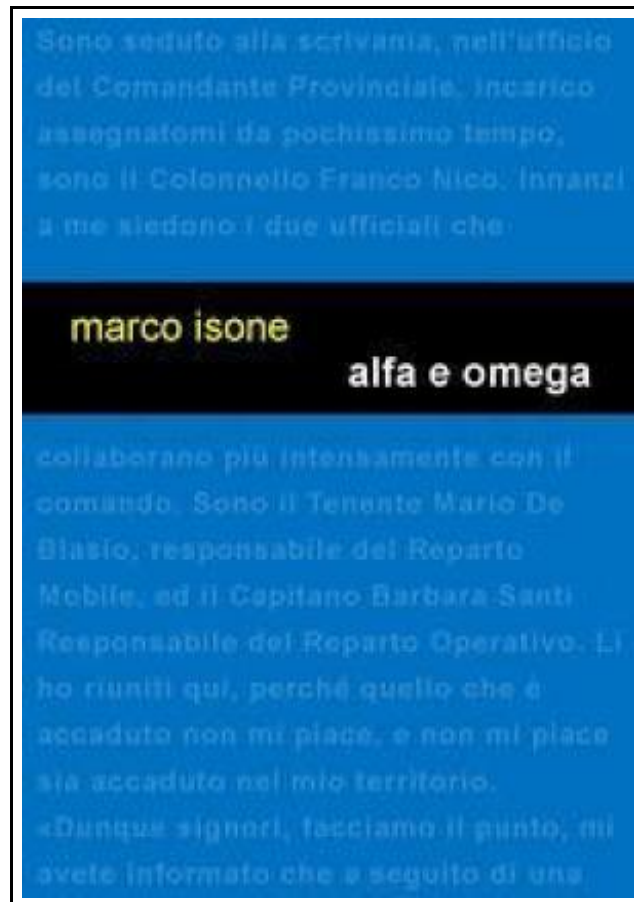 Sono seduto alla scrivania, nell'ufficio
del Comandante Provinciale, incarico
assegnatomi da pochissimo tempo,
sono il Colonnello Franco Nico. Innanzi
a me siedono i due ufficiali che
marco isone
alfa e omega
collaborano più intensamente con il
comando. Sono il Tenente Mario De
Blasio, responsabile del Reparto
Mobile, ed il Capitano Barbara Santi
Responsabile del Reparto Operativo. Li
ho riuniti qui, perché quello che è
accaduto non mi piace, e non mi piace
sia accaduto nel mio territorio.
«Dunque signori, facciamo il punto, mi
avete informato che a seguito di una